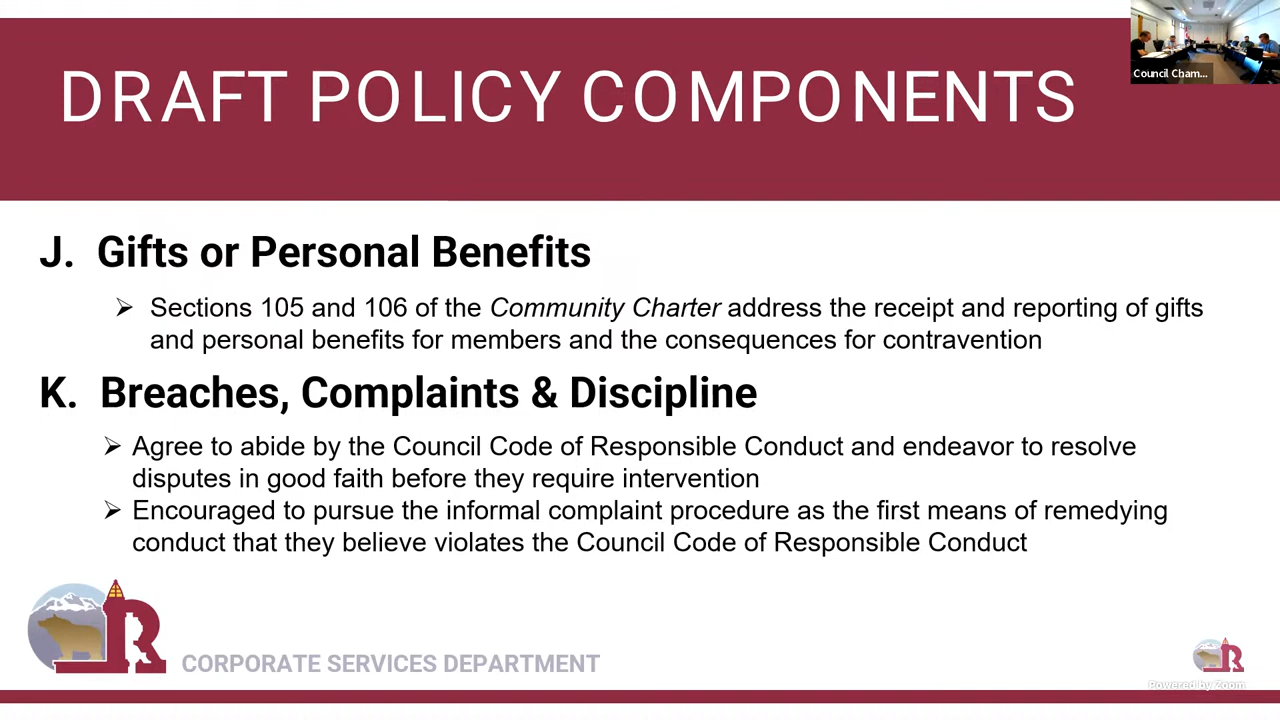 DRAFT POLICY COMPONENTS
Council Cham...
J. Gifts or Personal Benefits
➢ Sections 105 and 106 of the Community Charter address the receipt and reporting of gifts
and personal benefits for members and the consequences for contravention
K. Breaches, Complaints & Discipline
➢ Agree to abide by the Council Code of Responsible Conduct and endeavor to resolve
disputes in good faith before they require intervention
➢ Encouraged to pursue the informal complaint procedure as the first means of remedying
conduct that they believe violates the Council Code of Responsible Conduct
R
CORPORATE SERVICES DEPARTMENT
R
Powered by Zoom